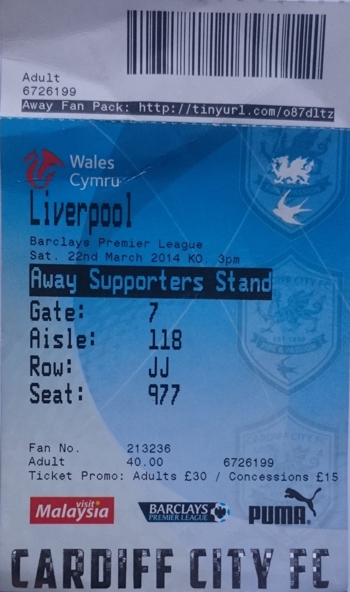 Adult
6726199
Away Fan Pack: http://tinyurl.com/o87dltz
Wales
Cymru
Liverpool
Barclays Premier League
Sat. 22nd March 2014 KO. 3pm
Away Supporters Stand
Gate: 7
Aisle: 118
Row: JJ
Seat: 977
Fan No. 213236
Adult 40.00 6726199
Ticket Promo: Adults £30 / Concessions £15
visit Malaysia
BARCLAYS
PREMIER LEAGUE
PUMA
CARDIFF CITY FC